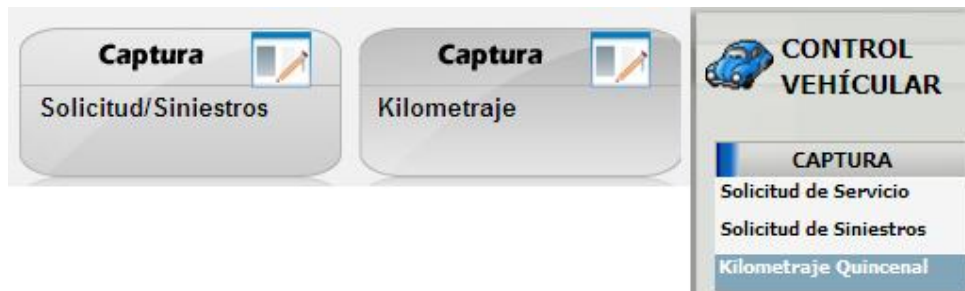 Captura
Solicitud/Siniestros
Captura
Kilometraje
CONTROL
VEHÍCULAR
CAPTURA
Solicitud de Servicio
Solicitud de Siniestros
Kilometraje Quincenal